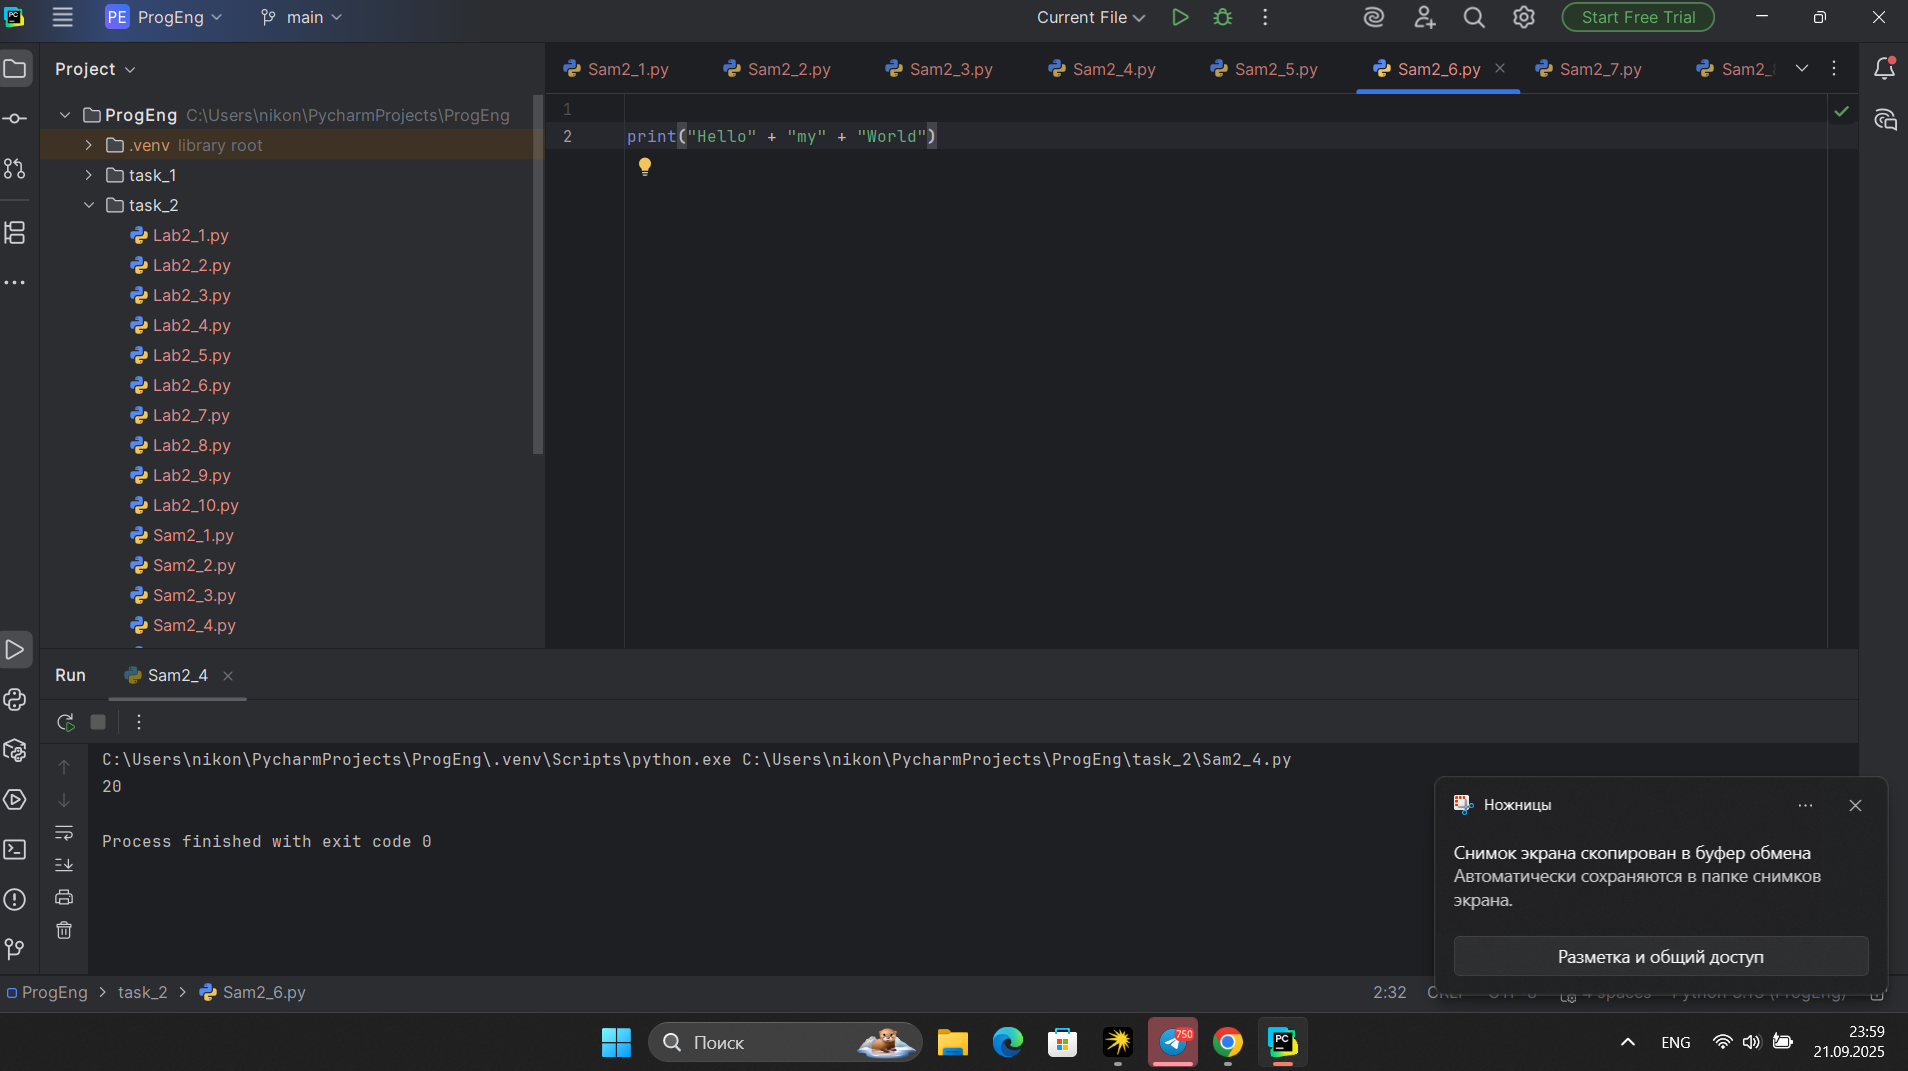 PC
PE ProgEng
main
Current File
Start Free Trial
Project
Sam2_1.py
Sam2_2.py
Sam2_3.py
Sam2_4.py
Sam2_5.py
Sam2_6.py
Sam2_7.py
Sam2_
ProgEng C:\Users\nikon\PycharmProjects\ProgEng
.venv library root
task_1
task_2
Lab2_1.py
Lab2_2.py
Lab2_3.py
Lab2_4.py
Lab2_5.py
Lab2_6.py
Lab2_7.py
Lab2_8.py
Lab2_9.py
Lab2_10.py
Sam2_1.py
Sam2_2.py
Sam2_3.py
Sam2_4.py
1
2 print("Hello" + "my" + "World")
Run
Sam2_4
C:\Users\nikon\PycharmProjects\ProgEng\.venv\Scripts\python.exe C:\Users\nikon\PycharmProjects\ProgEng\task_2\Sam2_4.py
20
Process finished with exit code 0
Ножницы
Снимок экрана скопирован в буфер обмена
Автоматически сохраняются в папке снимков
экрана.
Разметка и общий доступ
ProgEng > task_2 > Sam2_6.py
2:32
Поиск
750
PC
ENG
23:59
21.09.2025